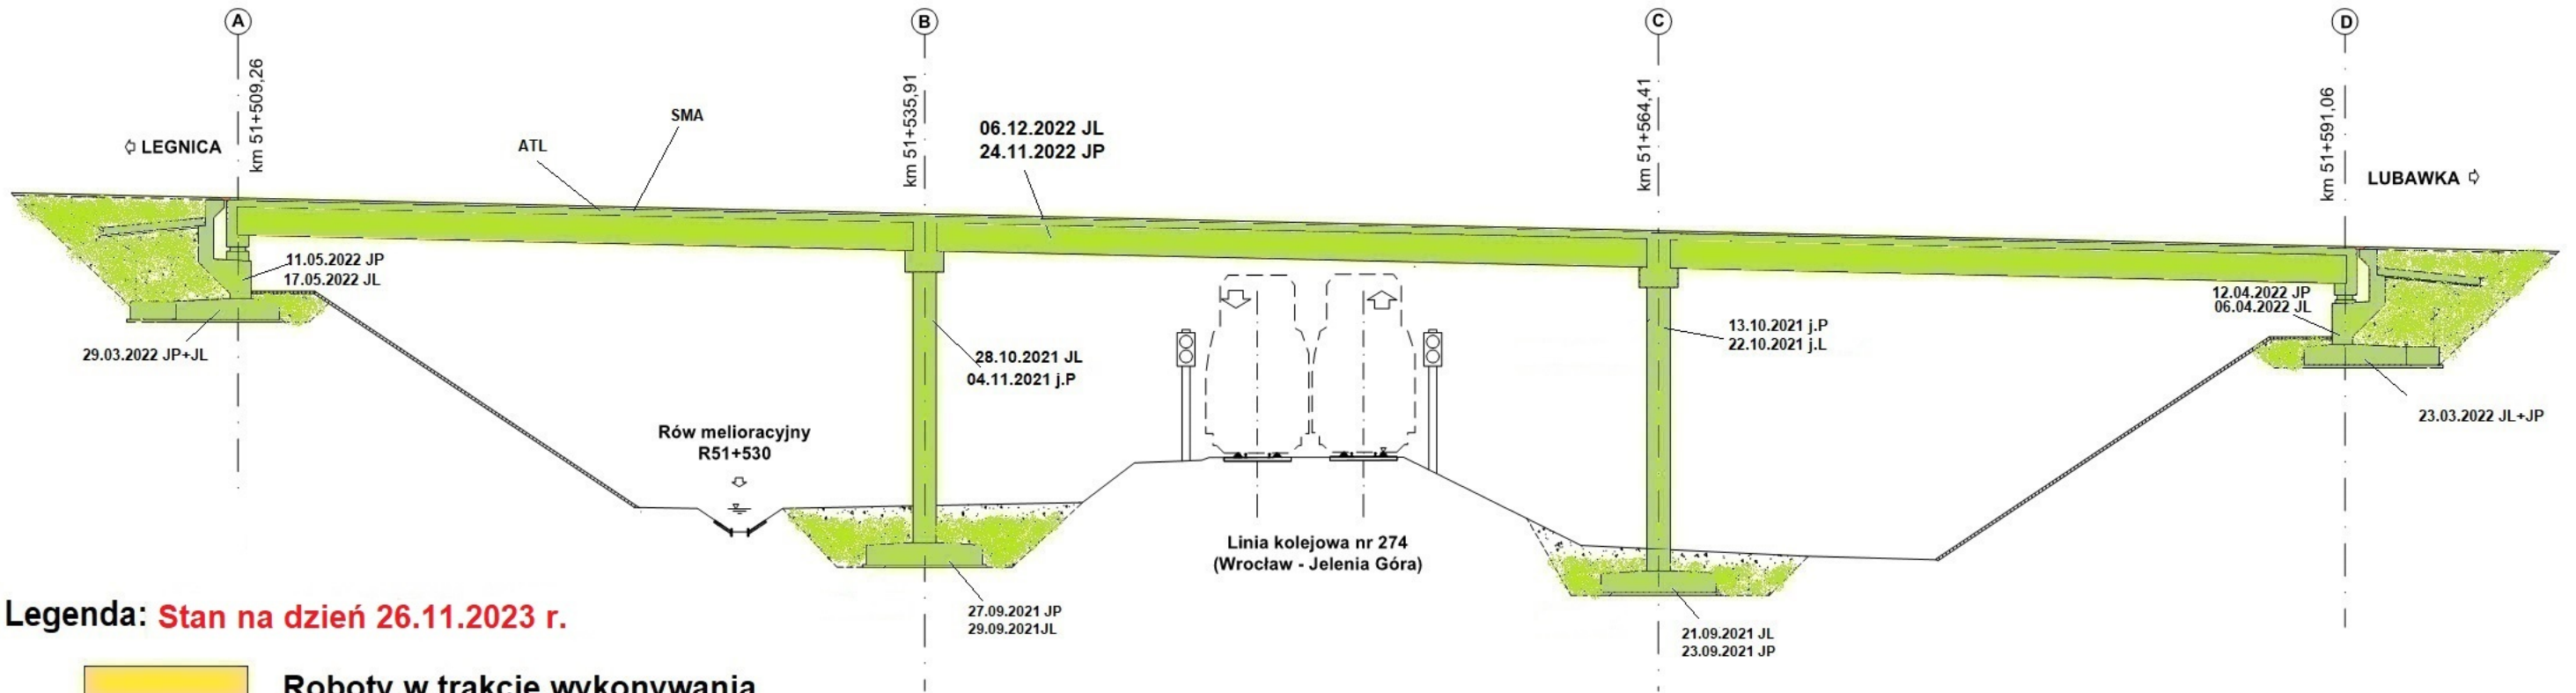 A
B
C
D
km 51+509,26
km 51+535,91
km 51+564,41
km 51+591,06
LEGNICA
LUBAWKA
ATL
SMA
06.12.2022 JL
24.11.2022 JP
11.05.2022 JP
17.05.2022 JL
29.03.2022 JP+JL
28.10.2021 JL
04.11.2021 j.P
13.10.2021 j.P
22.10.2021 j.L
12.04.2022 JP
06.04.2022 JL
23.03.2022 JL+JP
Rów melioracyjny
R51+530
Linia kolejowa nr 274
(Wrocław - Jelenia Góra)
27.09.2021 JP
29.09.2021JL
21.09.2021 JL
23.09.2021 JP
Legenda: Stan na dzień 26.11.2023 r.
Roboty w trakcie wykonywania